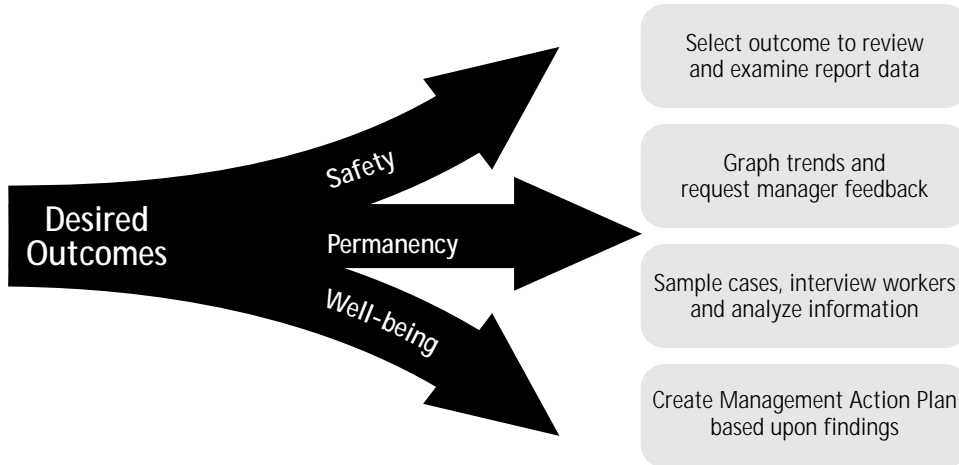 Desired
Outcomes
Safety
Permanency
Well-being
Select outcome to review
and examine report data
Graph trends and
request manager feedback
Sample cases, interview workers
and analyze information
Create Management Action Plan
based upon findings